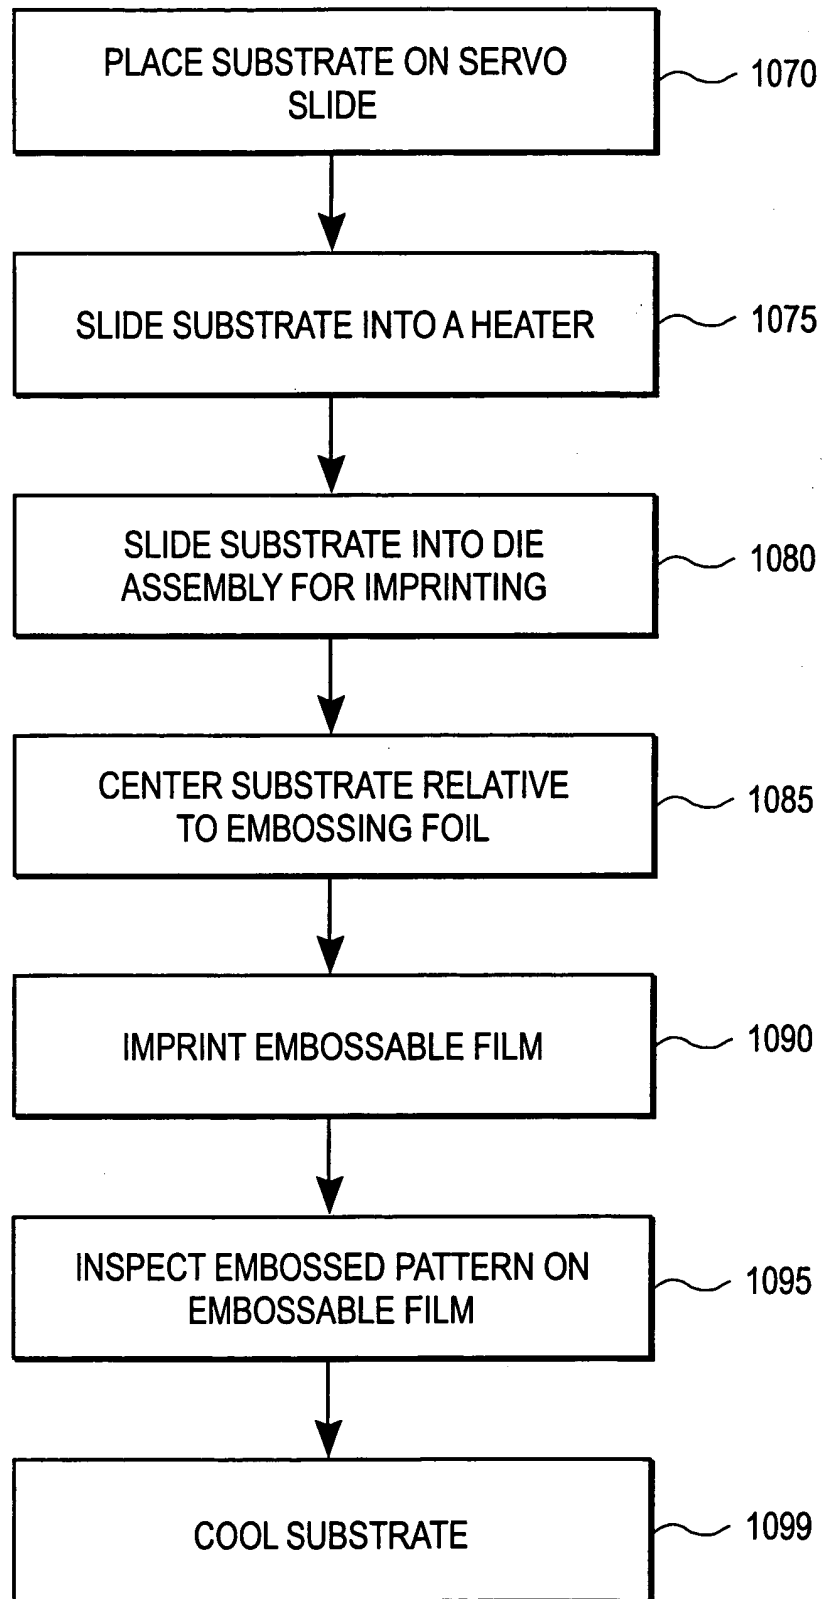 PLACE SUBSTRATE ON SERVO
SLIDE
1070
SLIDE SUBSTRATE INTO A HEATER
1075
SLIDE SUBSTRATE INTO DIE
ASSEMBLY FOR IMPRINTING
1080
CENTER SUBSTRATE RELATIVE
TO EMBOSSING FOIL
1085
IMPRINT EMBOSSABLE FILM
1090
INSPECT EMBOSSED PATTERN ON
EMBOSSABLE FILM
1095
COOL SUBSTRATE
1099